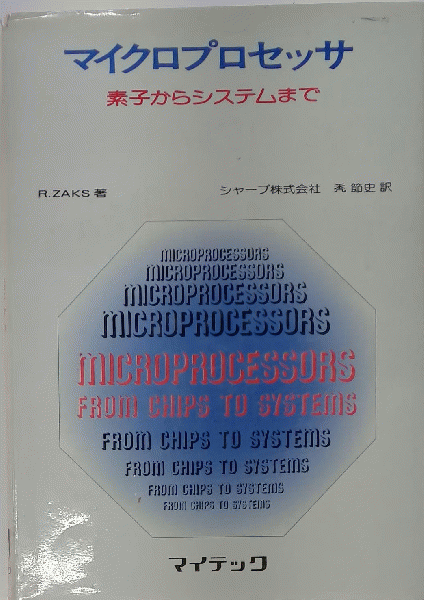 マイクロプロセッサ
素子からシステムまで
R.ZAKS 著
シャープ株式会社 禿 節史 訳
MICROPROCESSORS
MICROPROCESSORS
MICROPROCESSORS
MICROPROCESSORS
MICROPROCESSORS
FROM CHIPS TO SYSTEMS
FROM CHIPS TO SYSTEMS
FROM CHIPS TO SYSTEMS
FROM CHIPS TO SYSTEMS
FROM CHIPS TO SYSTEMS
マイテック